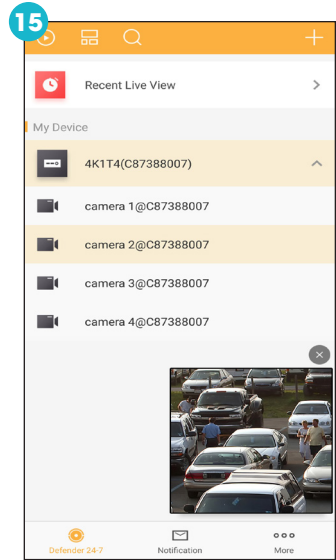 15
Recent Live View
My Device
4K1T4(C87388007)
camera 1@C87388007
camera 2@C87388007
camera 3@C87388007
camera 4@C87388007
Defender 24-7
Notification
More